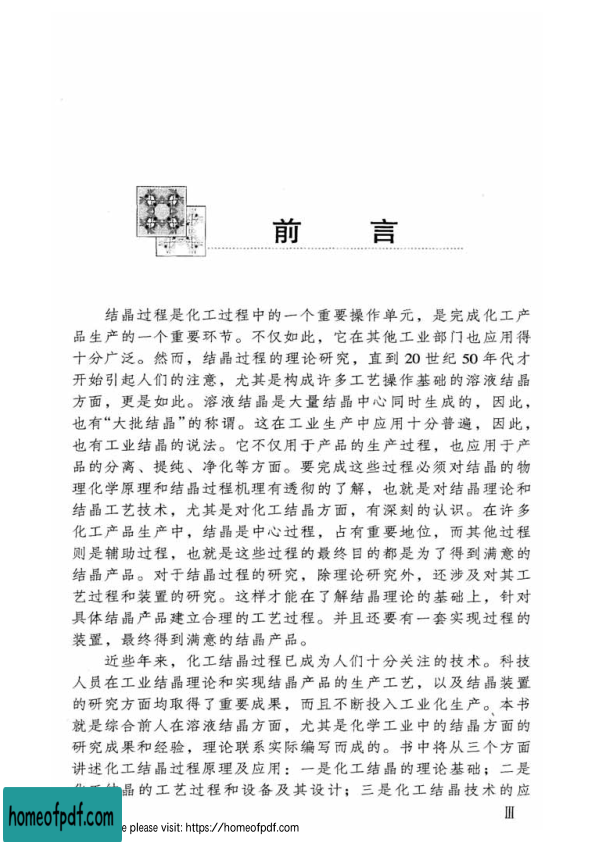 前 言
结晶过程是化工过程中的一个重要操作单元，是完成化工产
品生产的一个重要环节。不仅如此，它在其他工业部门也应用得
十分广泛。然而，结晶过程的理论研究，直到 20 世纪 50 年代才
开始引起人们的注意，尤其是构成许多工艺操作基础的溶液结晶
方面，更是如此。溶液结晶是大量结晶中心同时生成的，因此，
也有“大批结晶”的称谓。这在工业生产中应用十分普遍，因此，
也有工业结晶的说法。它不仅用于产品的生产过程，也应用于产
品的分离、提纯、净化等方面。要完成这些过程必须对结晶的物
理化学原理和结晶过程机理有透彻的了解，也就是对结晶理论和
结晶工艺技术，尤其是对化工结晶方面，有深刻的认识。在许多
化工产品生产中，结晶是中心过程，占有重要地位，而其他过程
则是辅助过程，也就是这些过程的最终目的都是为了得到满意的
结晶产品。对于结晶过程的研究，除理论研究外，还涉及对其工
艺过程和装置的研究。这样才能在了解结晶理论的基础上，针对
具体结晶产品建立合理的工艺过程。并且还要有一套实现过程的
装置，最终得到满意的结晶产品。
近些年来，化工结晶过程已成为人们十分关注的技术。科技
人员在工业结晶理论和实现结晶产品的生产工艺，以及结晶装置
的研究方面均取得了重要成果，而且不断投入工业化生产。本书
就是综合前人在溶液结晶方面，尤其是化学工业中的结晶方面的
研究成果和经验，理论联系实际编写而成的。书中将从三个方面
讲述化工结晶过程原理及应用：一是化工结晶的理论基础；二是
晶的工艺过程和设备及其设计；三是化工结晶技术的应
III
homeofpdf.com
e please visit: https://homeofpdf.com